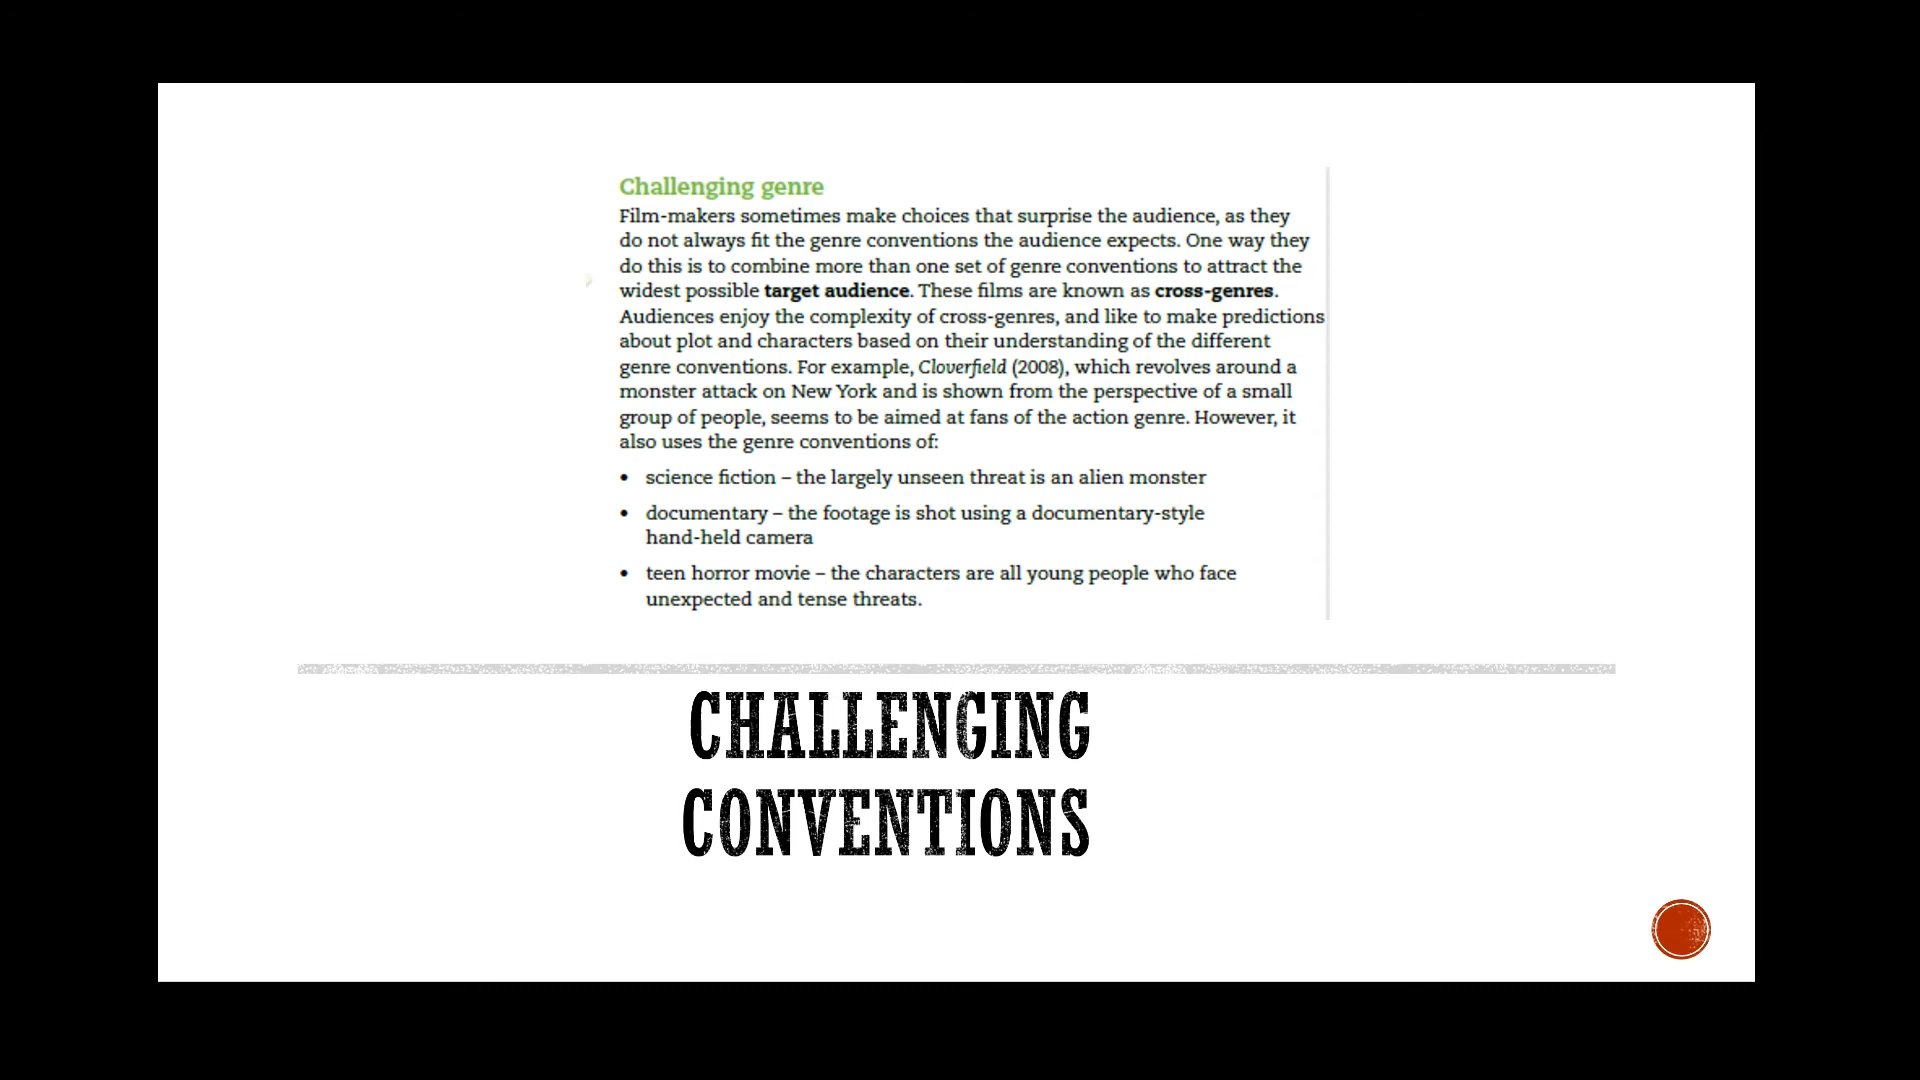 Challenging genre
Film-makers sometimes make choices that surprise the audience, as they
do not always fit the genre conventions the audience expects. One way they
do this is to combine more than one set of genre conventions to attract the
widest possible target audience. These films are known as cross-genres.
Audiences enjoy the complexity of cross-genres, and like to make predictions
about plot and characters based on their understanding of the different
genre conventions. For example, Cloverfield (2008), which revolves around a
monster attack on New York and is shown from the perspective of a small
group of people, seems to be aimed at fans of the action genre. However, it
also uses the genre conventions of:
• science fiction – the largely unseen threat is an alien monster
• documentary – the footage is shot using a documentary-style
hand-held camera
• teen horror movie – the characters are all young people who face
unexpected and tense threats.
CHALLENGING
CONVENTIONS